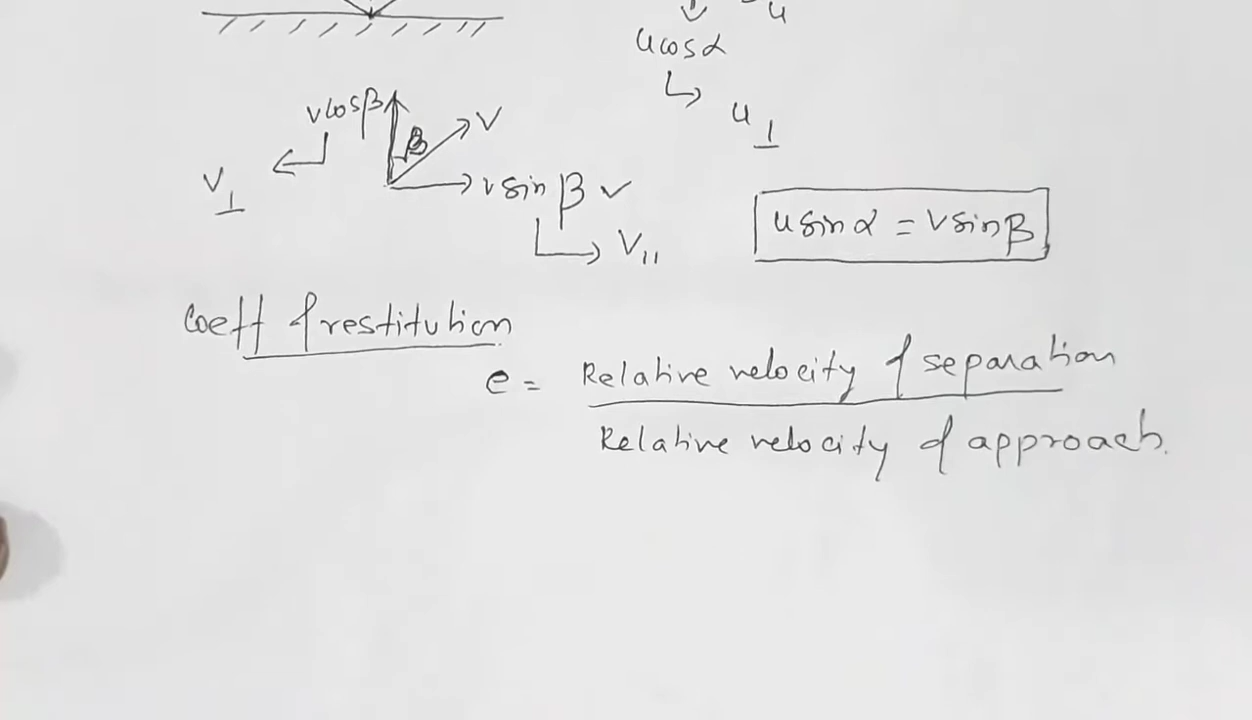 u
u cos α
u⊥
v cos β
β
v
v⊥
v sin β v
v||
u sin α = v sin β
Coeff of restitution
e = Relative velocity of separation
Relative velocity of approach.